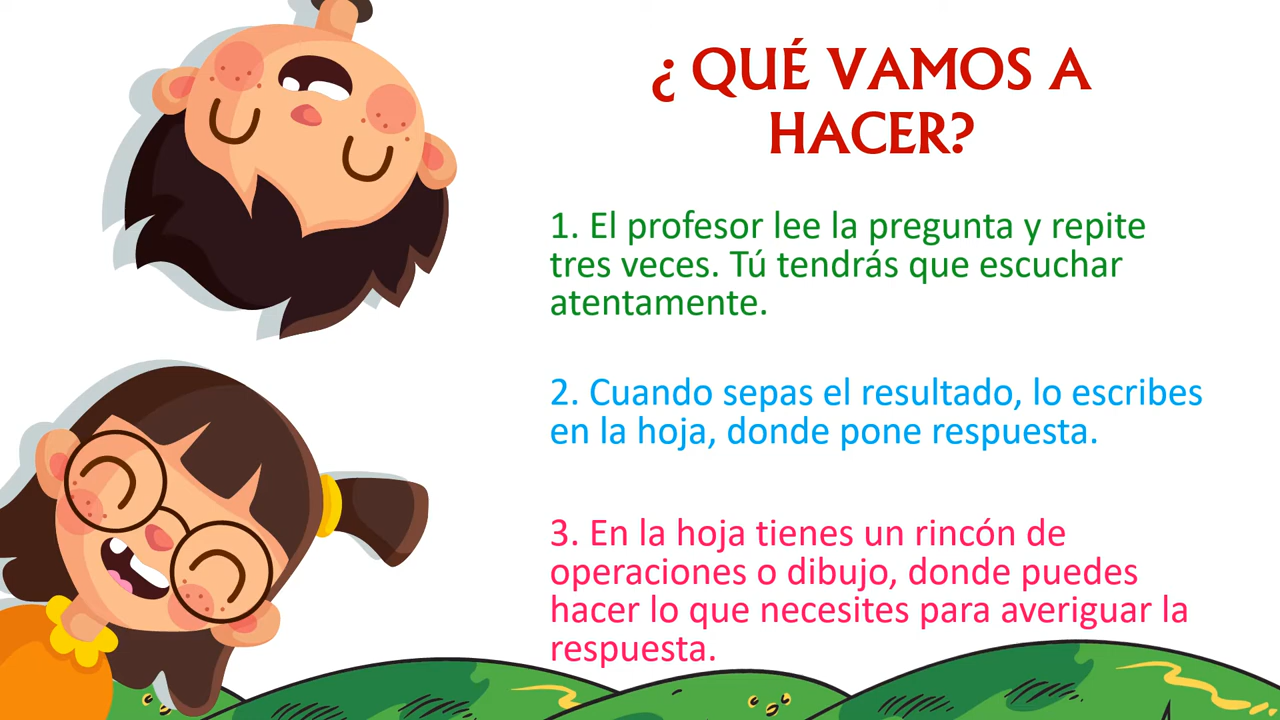 ¿ QUÉ VAMOS A
HACER?
1. El profesor lee la pregunta y repite
tres veces. Tú tendrás que escuchar
atentamente.
2. Cuando sepas el resultado, lo escribes
en la hoja, donde pone respuesta.
3. En la hoja tienes un rincón de
operaciones o dibujo, donde puedes
hacer lo que necesites para averiguar la
respuesta.